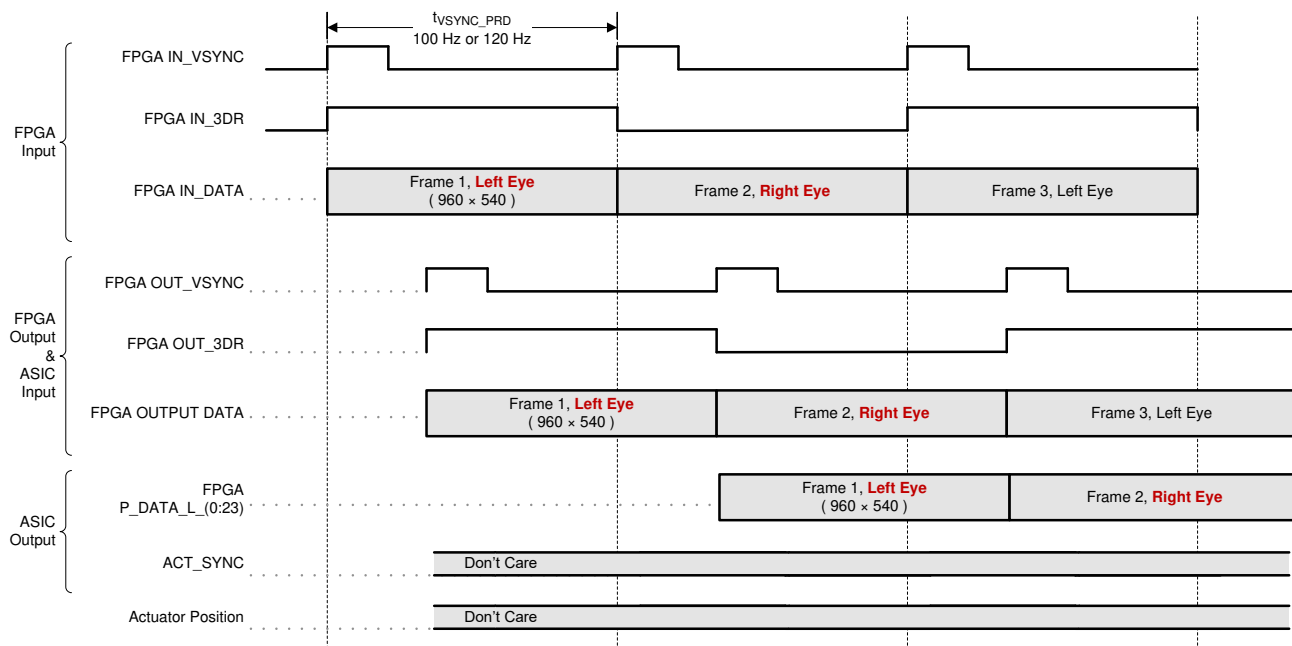 tVSYNC_PRD
100 Hz or 120 Hz
FPGA IN_VSYNC
FPGA IN_3DR
FPGA
Input
FPGA IN_DATA
Frame 1, Left Eye
( 960 × 540 )
Frame 2, Right Eye
Frame 3, Left Eye
FPGA OUT_VSYNC
FPGA
Output
&
ASIC
Input
FPGA OUT_3DR
FPGA OUTPUT DATA
Frame 1, Left Eye
( 960 × 540 )
Frame 2, Right Eye
Frame 3, Left Eye
FPGA
P_DATA_L_(0:23)
Frame 1, Left Eye
( 960 × 540 )
Frame 2, Right Eye
ASIC
Output
ACT_SYNC
Don't Care
Actuator Position
Don't Care